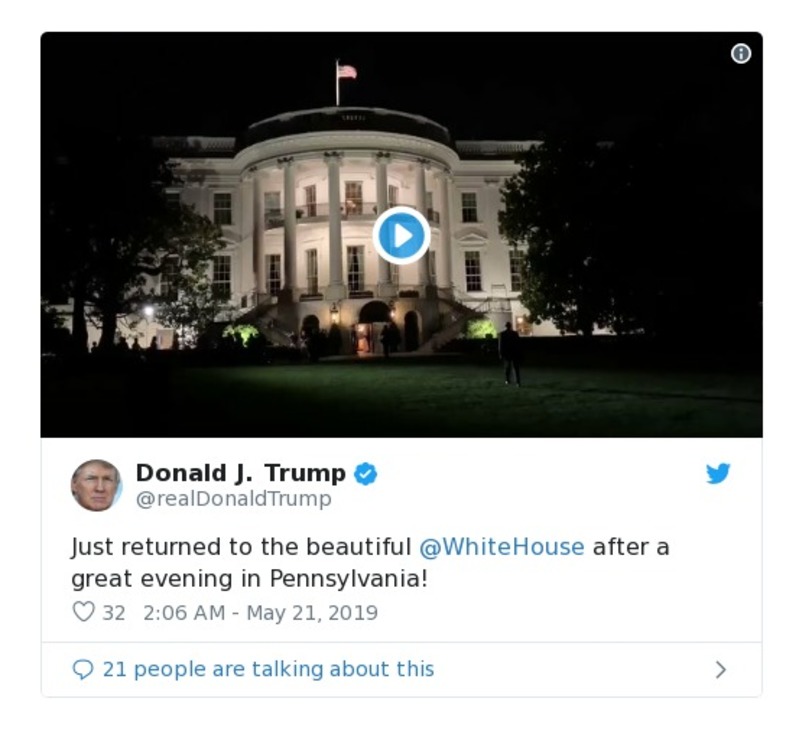 Donald J. Trump
@realDonaldTrump
Just returned to the beautiful @WhiteHouse after a
great evening in Pennsylvania!
32 2:06 AM - May 21, 2019
21 people are talking about this